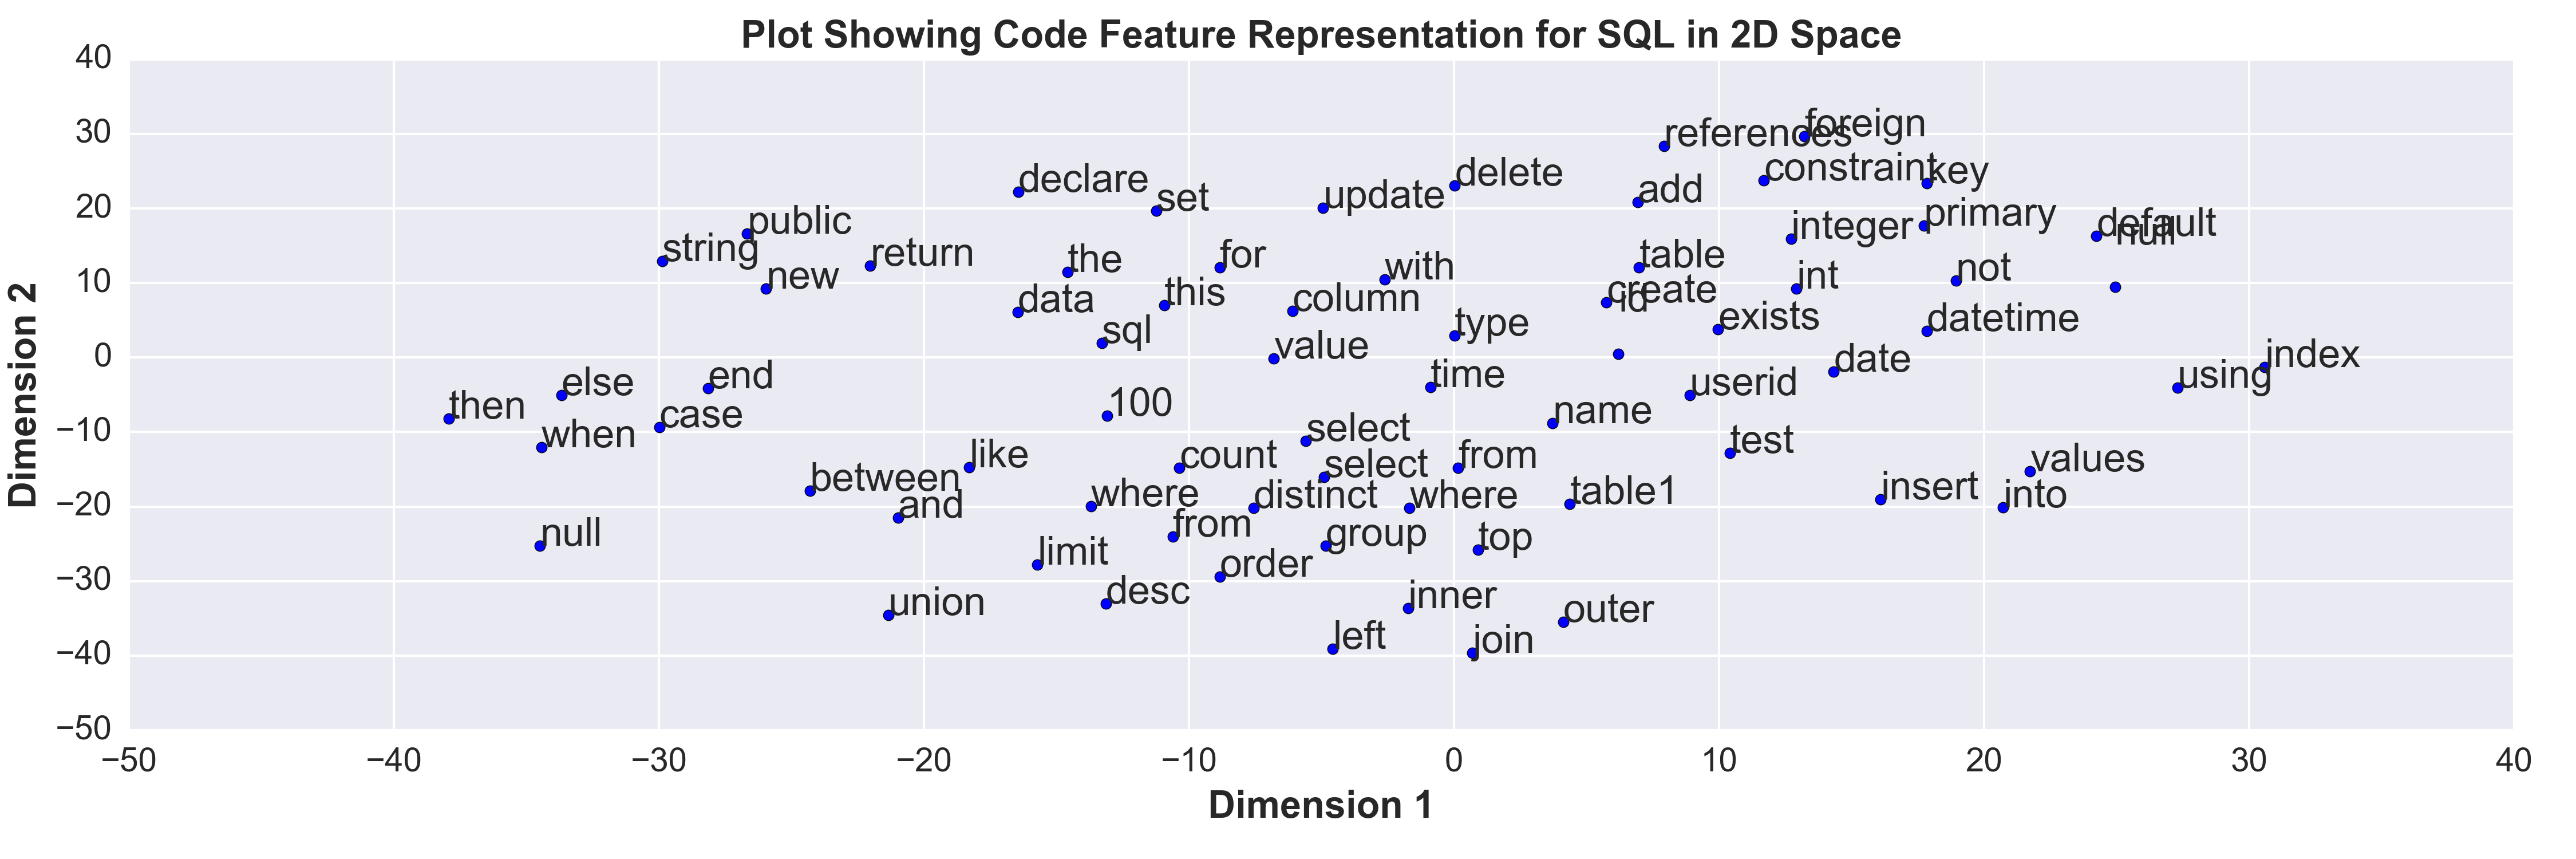 Plot Showing Code Feature Representation for SQL in 2D Space
40
30
20
10
0
−10
−20
−30
−40
−50
Dimension 2
foreign
references
delete
constraint
key
declare
add
update
set
primary
public
default
integer
null
string
return
for
table
the
with
not
new
int
create
id
this
data
column
exists
datetime
type
sql
value
index
date
time
using
end
else
userid
100
then
case
name
select
when
test
like
count
from
values
select
between
insert
table1
where
distinct
where
into
and
from
group
top
null
limit
order
desc
inner
union
outer
left
join
−50
−40
−30
−20
−10
0
10
20
30
40
Dimension 1